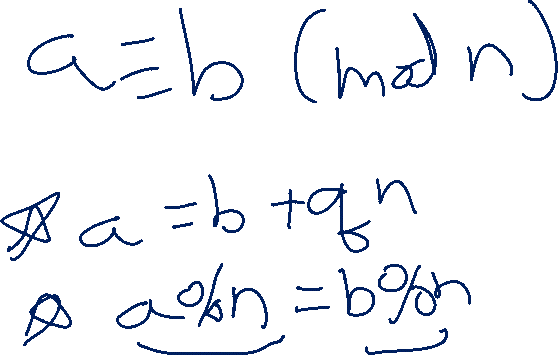 a≡b (mod n)
☆ a = b + qn
☆ a%n = b%n